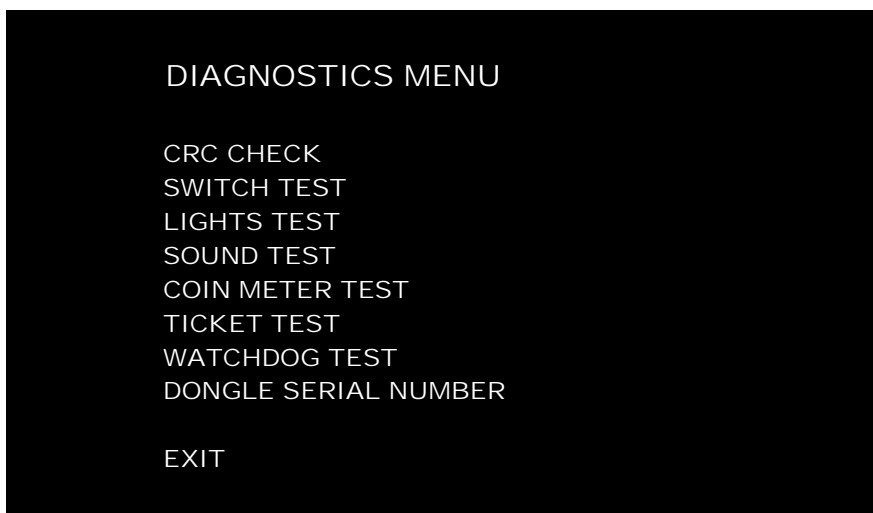 DIAGNOSTICS MENU
CRC CHECK
SWITCH TEST
LIGHTS TEST
SOUND TEST
COIN METER TEST
TICKET TEST
WATCHDOG TEST
DONGLE SERIAL NUMBER
EXIT